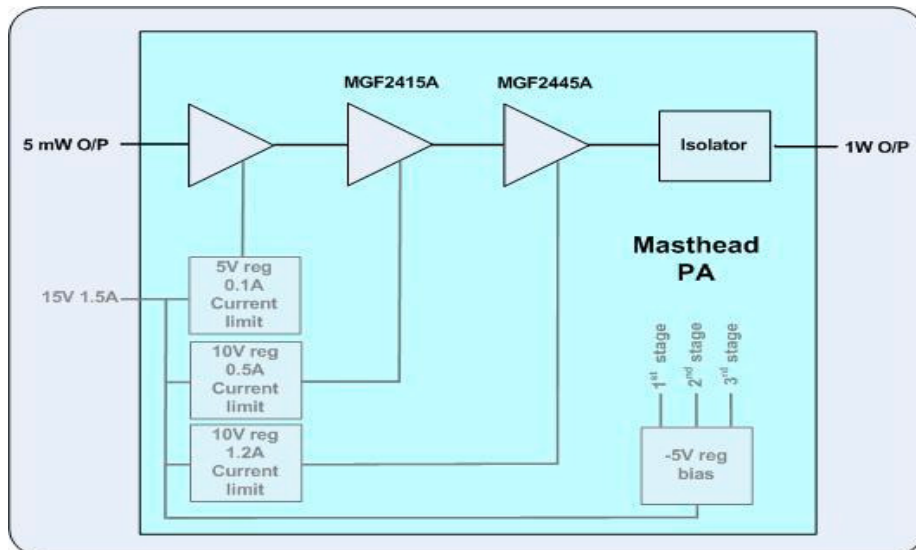 MGF2415A
MGF2445A
5 mW O/P
Isolator
1W O/P
Masthead
PA
15V 1.5A
5V reg
0.1A
Current
limit
10V reg
0.5A
Current
limit
10V reg
1.2A
Current
limit
1st stage
2nd stage
3rd stage
-5V reg
bias